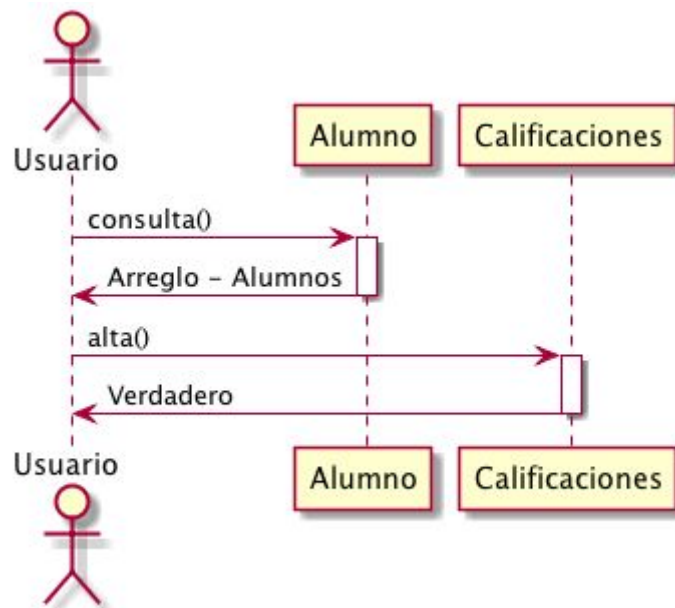 Usuario
Alumno
Calificaciones
consulta()
Arreglo - Alumnos
alta()
Verdadero
Usuario
Alumno
Calificaciones